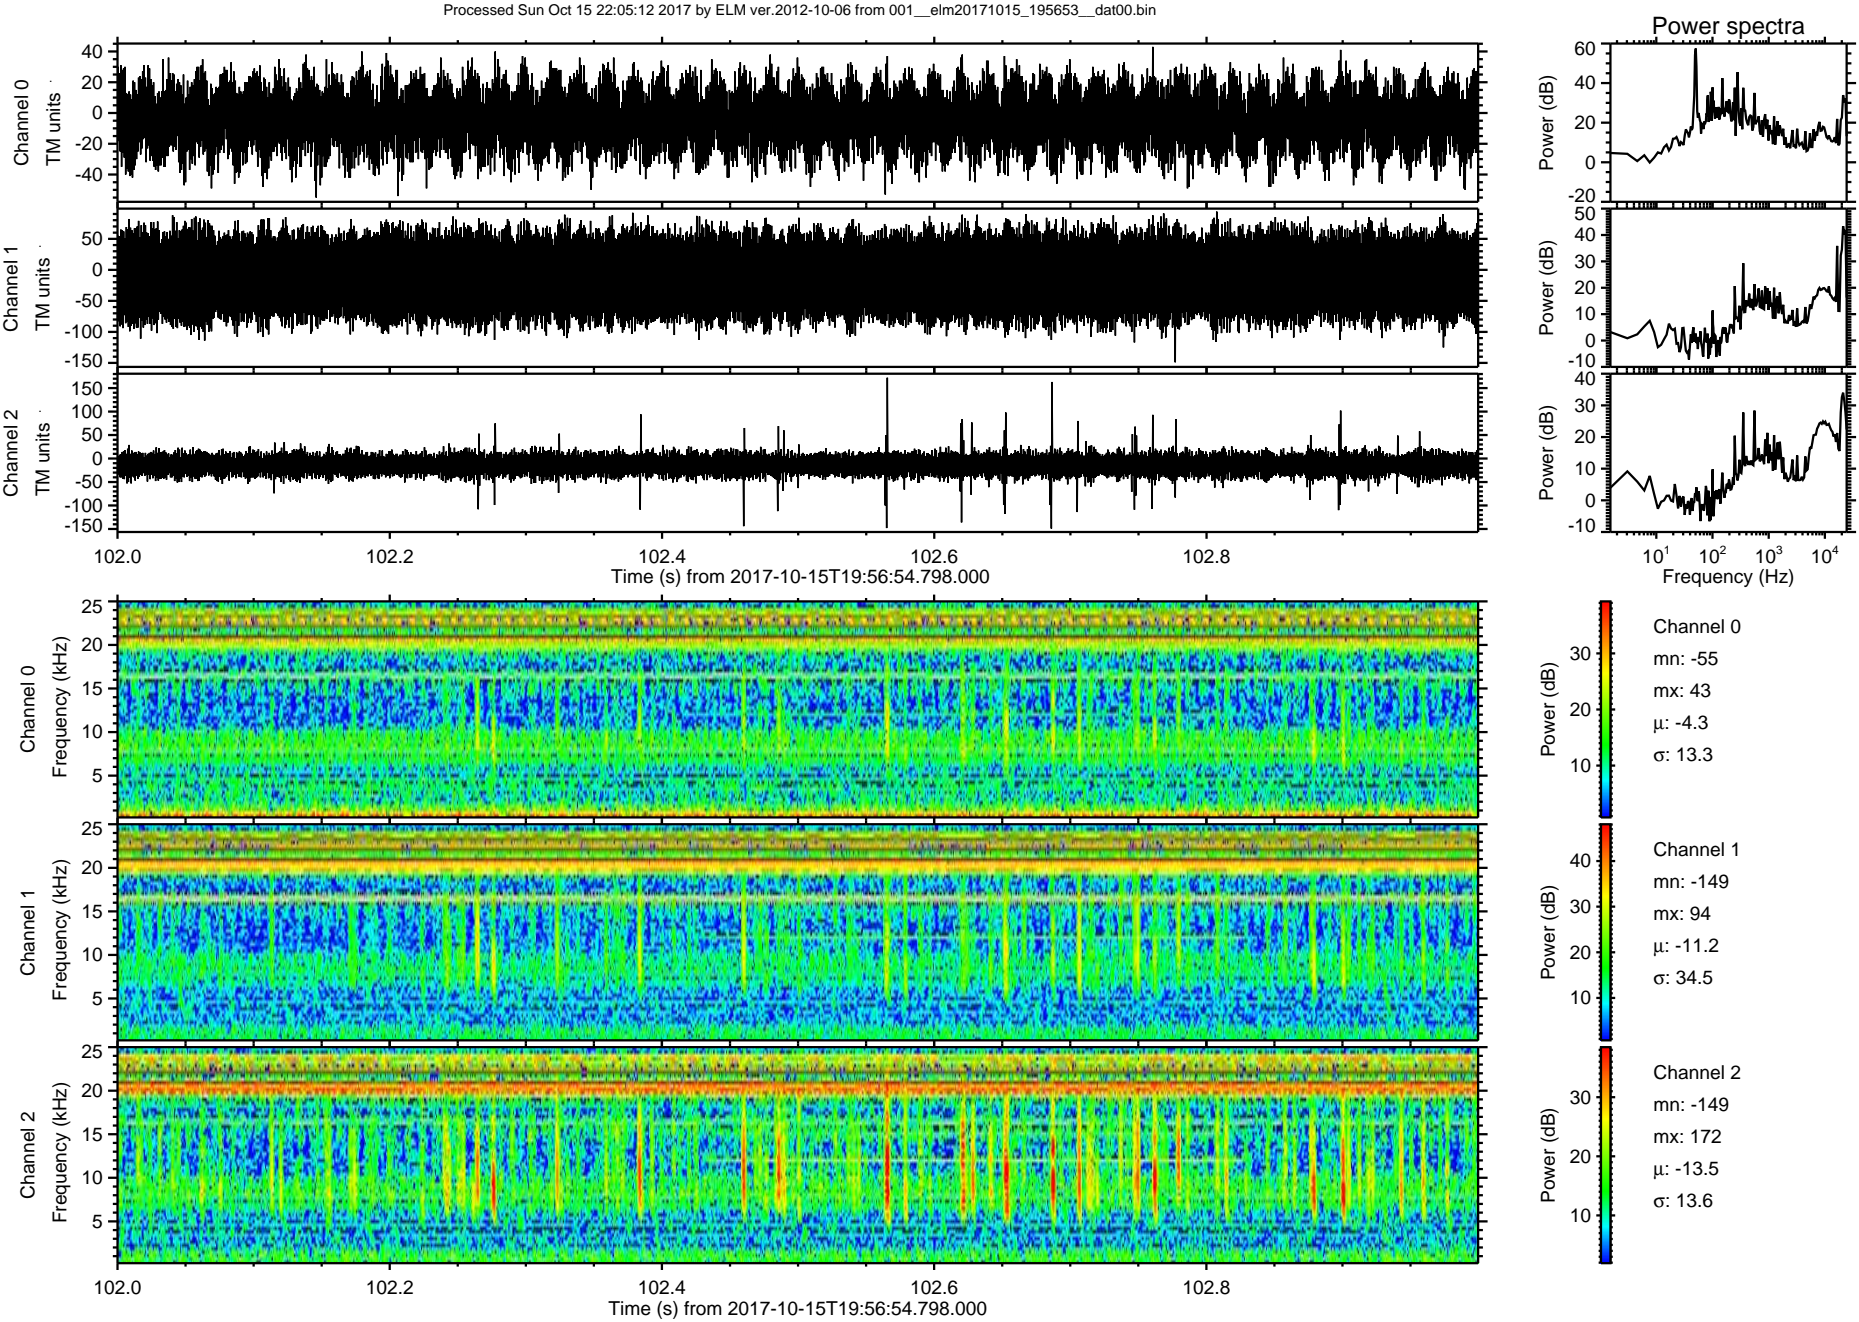 Processed Sun Oct 15 22:05:12 2017 by ELM ver.2012-10-06 from 001__elm20171015_195653__dat00.bin
Power spectra
Channel 0
TM units
40
20
0
-20
-40
Power (dB)
60
40
20
0
-20
Channel 1
TM units
50
0
-50
-100
-150
Power (dB)
50
40
30
20
10
0
-10
Channel 2
TM units
150
100
50
0
-50
-100
-150
Power (dB)
40
30
20
10
0
-10
102.0 102.2 102.4 102.6 102.8
Time (s) from 2017-10-15T19:56:54.798.000
10^1 10^2 10^3 10^4
Frequency (Hz)
Channel 0
Frequency (kHz)
25
20
15
10
5
Power (dB)
30
20
10
Channel 0
mn: -55
mx: 43
μ: -4.3
σ: 13.3
Channel 1
Frequency (kHz)
25
20
15
10
5
Power (dB)
40
30
20
10
Channel 1
mn: -149
mx: 94
μ: -11.2
σ: 34.5
Channel 2
Frequency (kHz)
25
20
15
10
5
Power (dB)
30
20
10
Channel 2
mn: -149
mx: 172
μ: -13.5
σ: 13.6
102.0 102.2 102.4 102.6 102.8
Time (s) from 2017-10-15T19:56:54.798.000